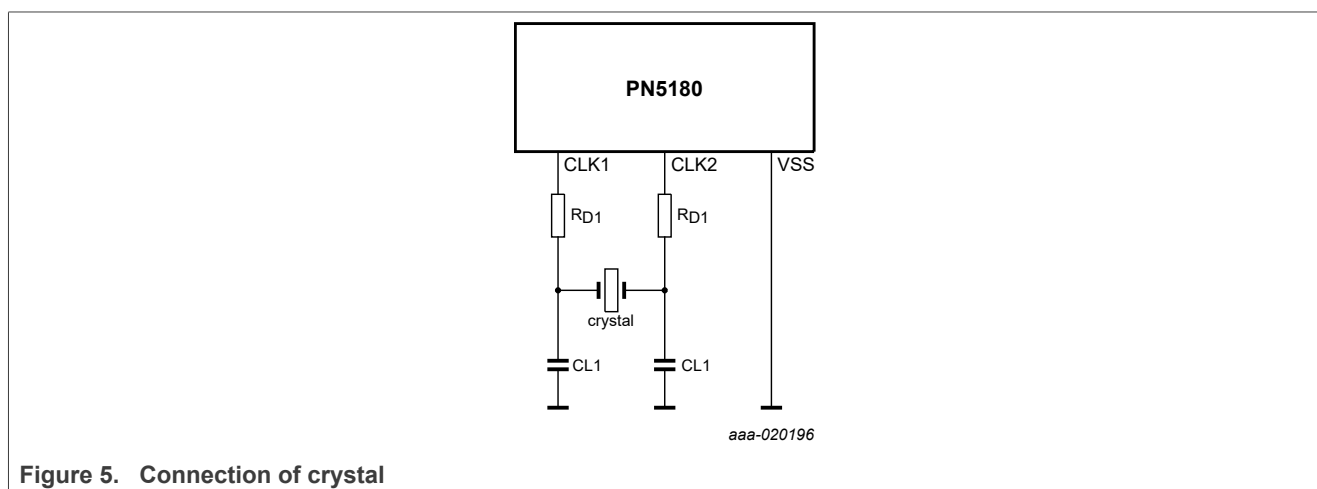 PN5180
CLK1 CLK2 VSS
RD1 RD1
crystal
CL1 CL1
aaa-020196
Figure 5. Connection of crystal